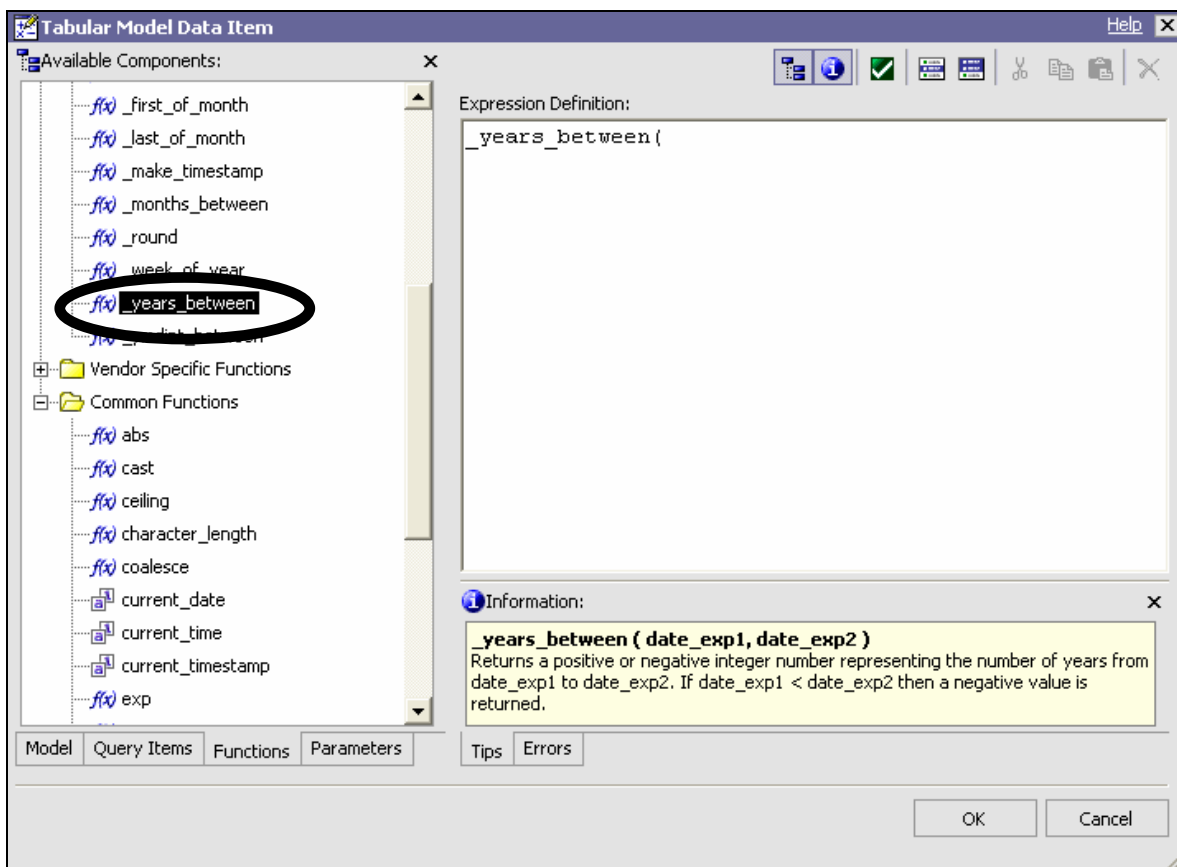 Tabular Model Data Item
Help
Available Components:
f(x) _first_of_month
f(x) _last_of_month
f(x) _make_timestamp
f(x) _months_between
f(x) _round
f(x) _week_of_year
f(x) _years_between
Vendor Specific Functions
Common Functions
f(x) abs
f(x) cast
f(x) ceiling
f(x) character_length
f(x) coalesce
current_date
current_time
current_timestamp
f(x) exp
Model Query Items Functions Parameters
Expression Definition:
_years_between(
Information:
_years_between ( date_exp1, date_exp2 )
Returns a positive or negative integer number representing the number of years from
date_exp1 to date_exp2. If date_exp1 < date_exp2 then a negative value is
returned.
Tips Errors
OK Cancel